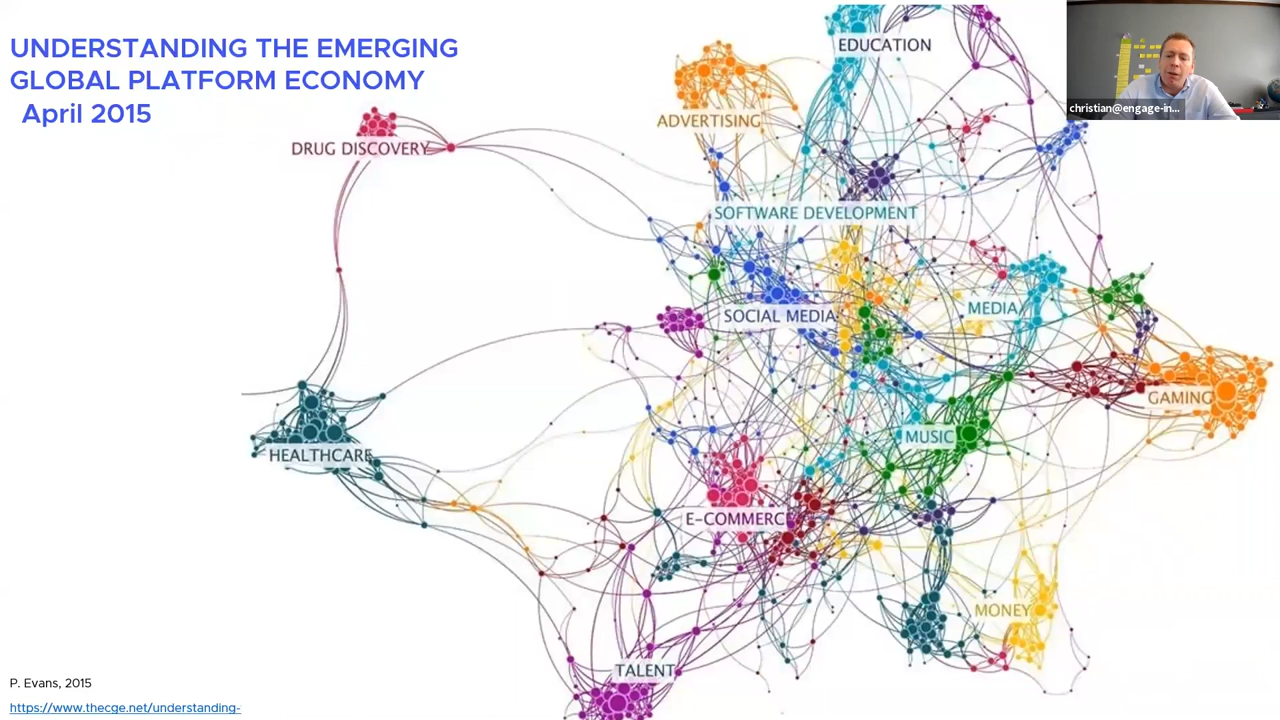 UNDERSTANDING THE EMERGING
GLOBAL PLATFORM ECONOMY
April 2015
EDUCATION
christian@engage-in...
ADVERTISING
DRUG DISCOVERY
SOFTWARE DEVELOPMENT
MEDIA
SOCIAL MEDIA
GAMING
MUSIC
HEALTHCARE
E-COMMERC
MONEY
TALENT
P. Evans, 2015
https://www.thecge.net/understanding-